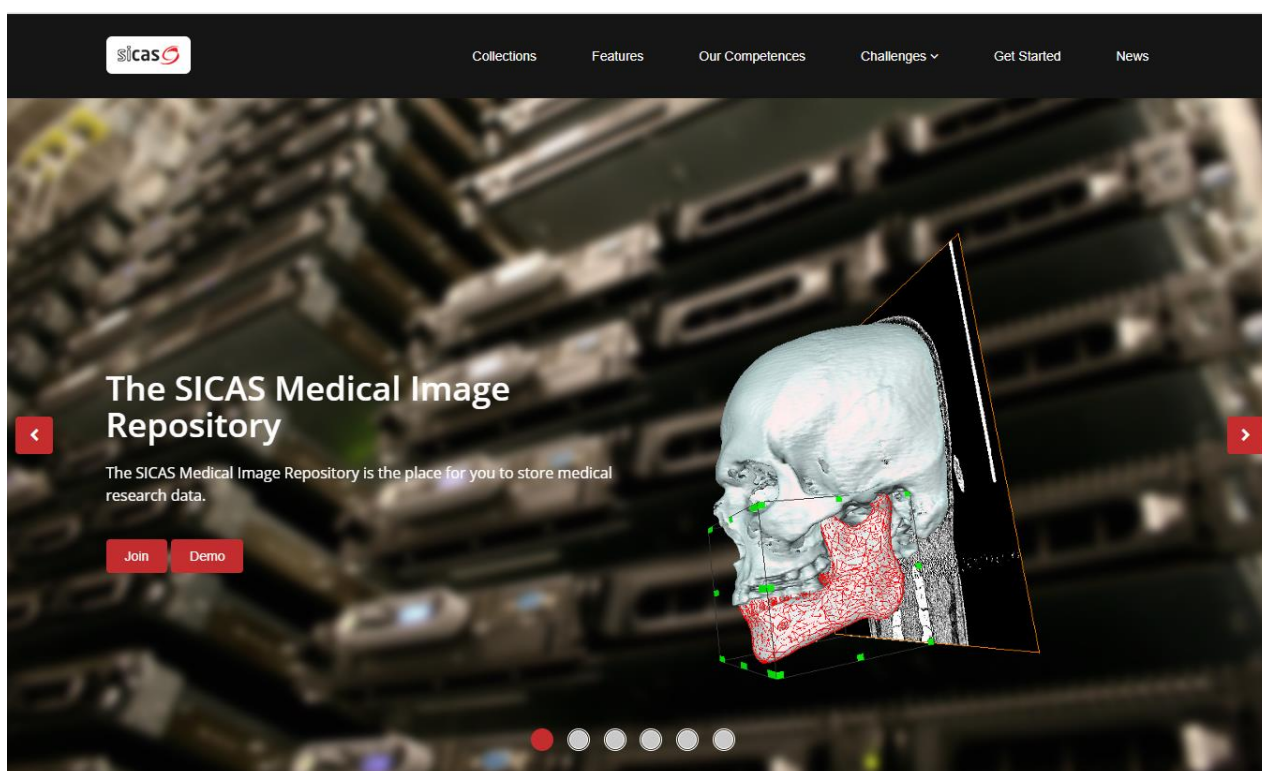 sicas
Collections
Features
Our Competences
Challenges
Get Started
News
The SICAS Medical Image
Repository
The SICAS Medical Image Repository is the place for you to store medical
research data.
Join
Demo